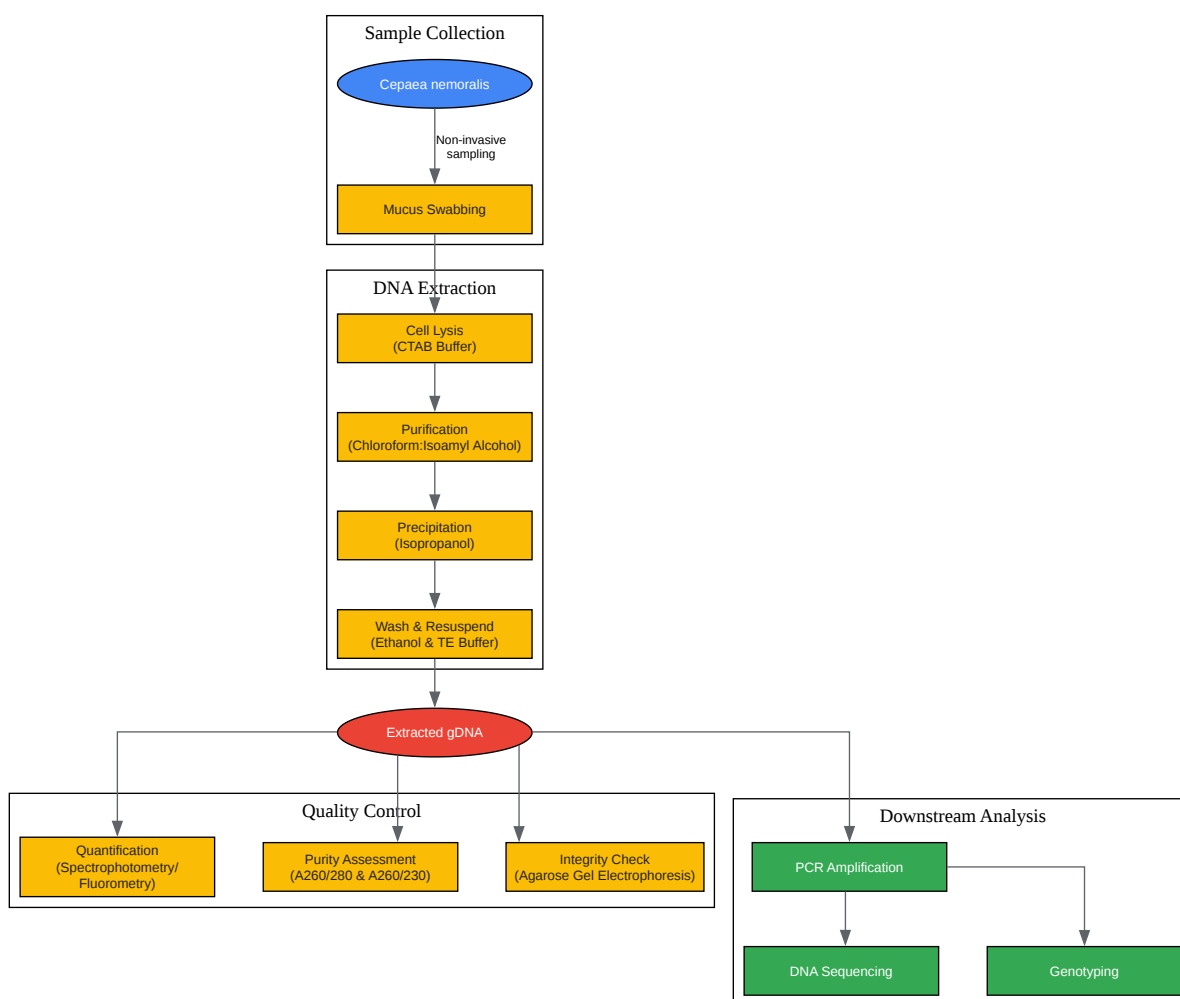 Sample Collection
Cepaea nemoralis
Non-invasive
sampling
Mucus Swabbing
DNA Extraction
Cell Lysis
(CTAB Buffer)
Purification
(Chloroform:Isoamyl Alcohol)
Precipitation
(Isopropanol)
Wash & Resuspend
(Ethanol & TE Buffer)
Extracted gDNA
Quality Control
Quantification
(Spectrophotometry/
Fluorometry)
Purity Assessment
(A260/280 & A260/230)
Integrity Check
(Agarose Gel Electrophoresis)
Downstream Analysis
PCR Amplification
DNA Sequencing
Genotyping